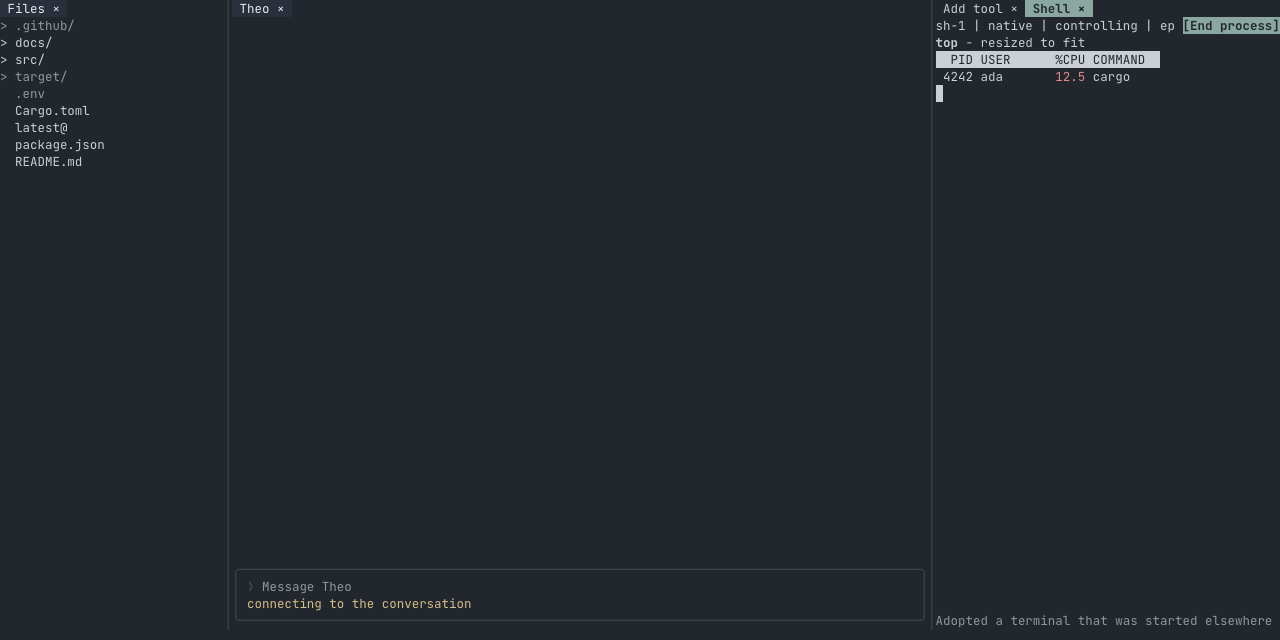 Files ×
> .github/
> docs/
> src/
> target/
.env
Cargo.toml
latest@
package.json
README.md
Theo ×
) Message Theo
connecting to the conversation
Add tool × Shell ×
sh-1 | native | controlling | ep [End process]
top - resized to fit
PID USER %CPU COMMAND
4242 ada 12.5 cargo
Adopted a terminal that was started elsewhere